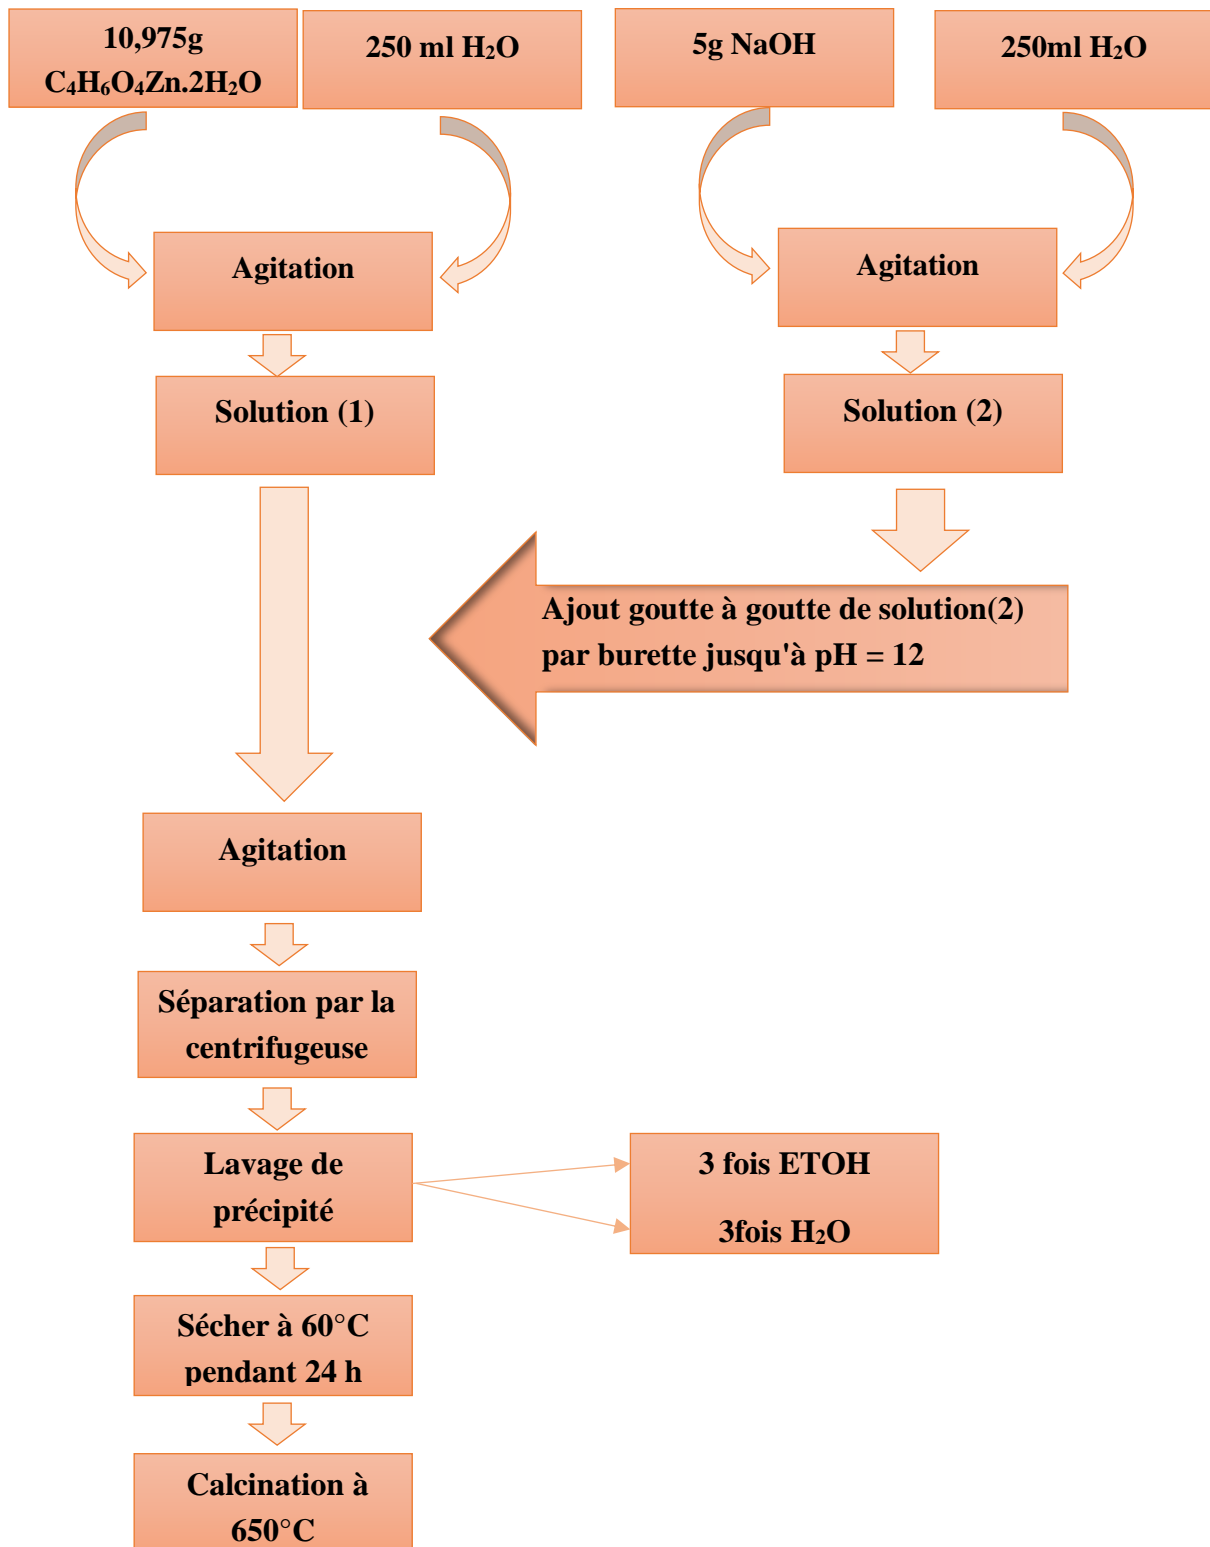 10,975g
C₄H₆O₄Zn.2H₂O
250 ml H₂O
5g NaOH
250ml H₂O
Agitation
Agitation
Solution (1)
Solution (2)
Ajout goutte à goutte de solution(2)
par burette jusqu'à pH = 12
Agitation
Séparation par la
centrifugeuse
Lavage de
précipité
3 fois ETOH
3fois H₂O
Sécher à 60°C
pendant 24 h
Calcination à
650°C